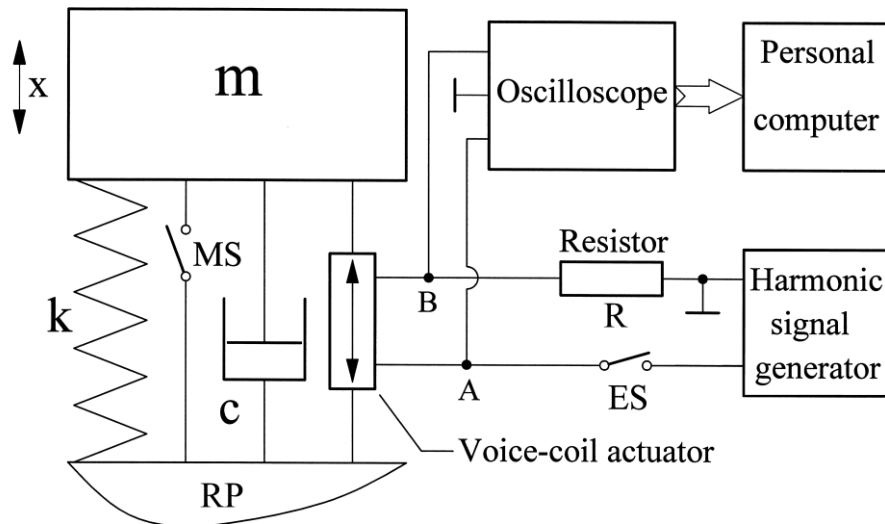 x
m
Oscilloscope
Personal
computer
MS
k
c
B
A
Resistor
R
ES
Harmonic
signal
generator
Voice-coil actuator
RP